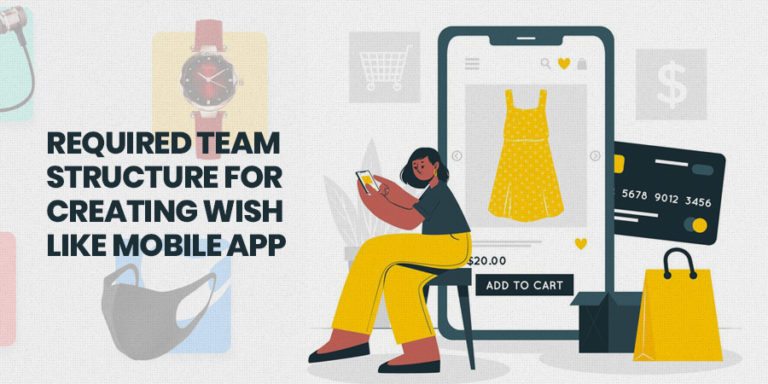 REQUIRED TEAM
STRUCTURE FOR
CREATING WISH
LIKE MOBILE APP
$
5678 9012 3456
$20.00
ADD TO CART